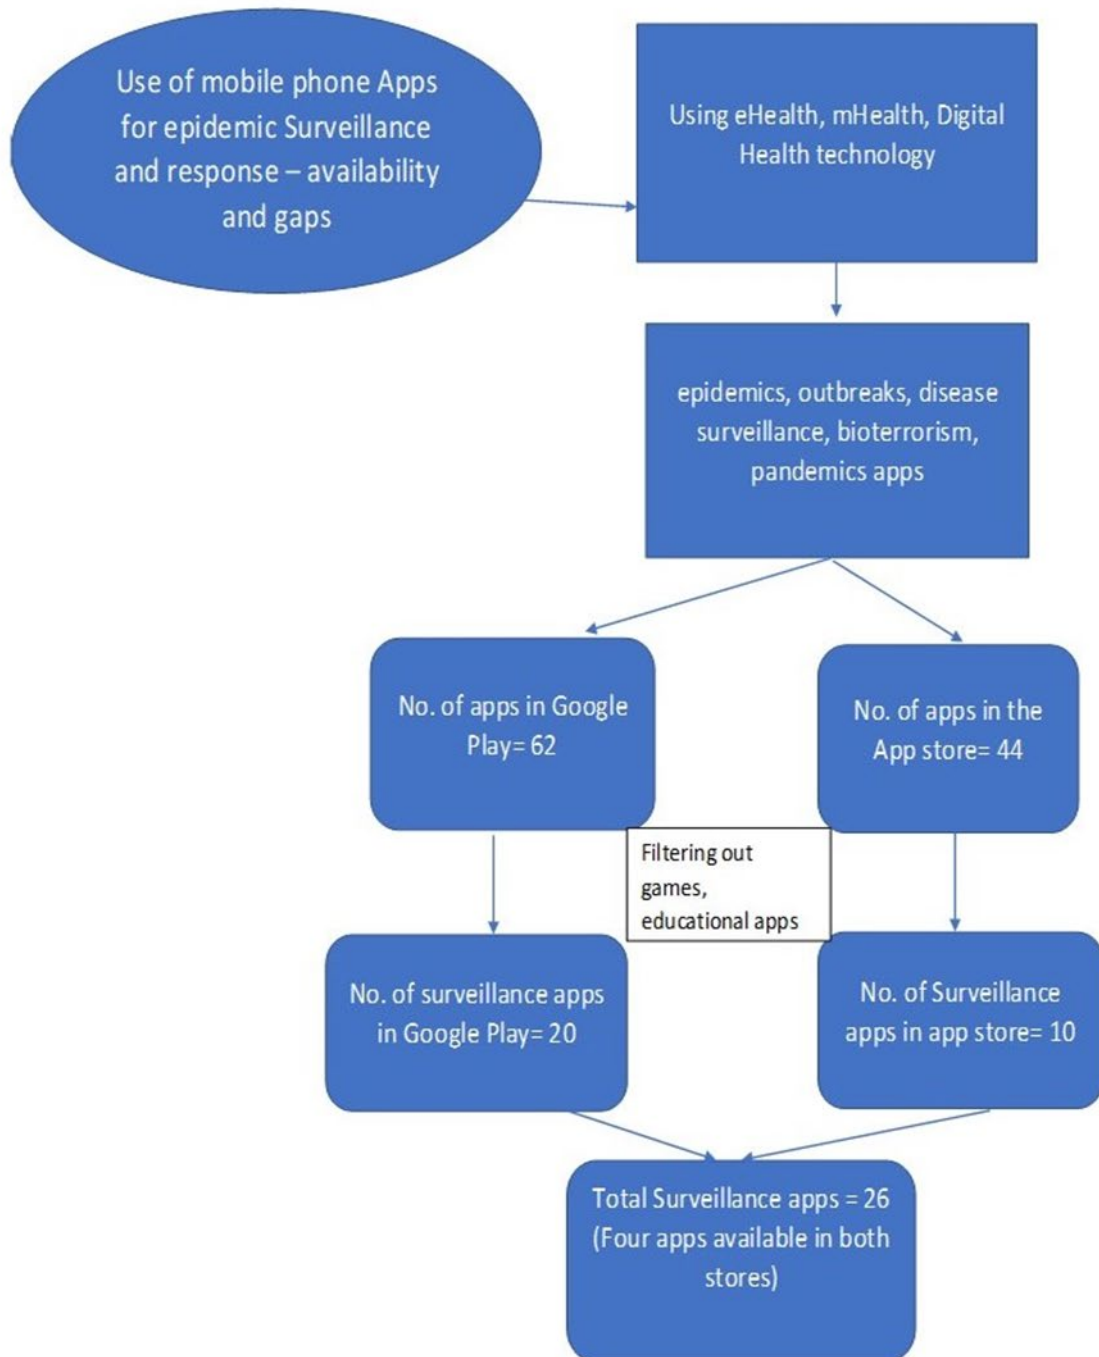 Use of mobile phone Apps
for epidemic Surveillance
and response – availability
and gaps
Using eHealth, mHealth, Digital
Health technology
epidemics, outbreaks, disease
surveillance, bioterrorism,
pandemics apps
No. of apps in Google
Play= 62
No. of apps in the
App store= 44
Filtering out
games,
educational apps
No. of surveillance apps
in Google Play= 20
No. of Surveillance
apps in app store= 10
Total Surveillance apps = 26
(Four apps available in both
stores)